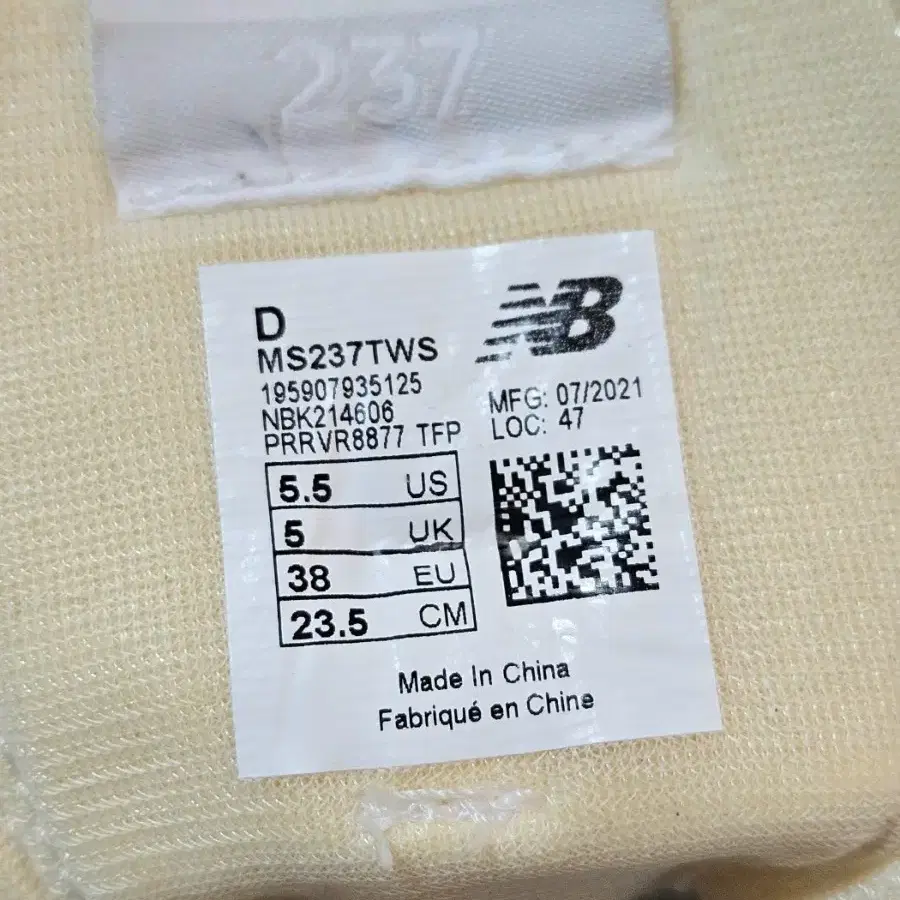 237
D
NB
MS237TWS
195907935125
NBK214606
PRRVR8877 TFP
MFG: 07/2021
LOC: 47
5.5 US
5 UK
38 EU
23.5 CM
Made In China
Fabriqué en Chine